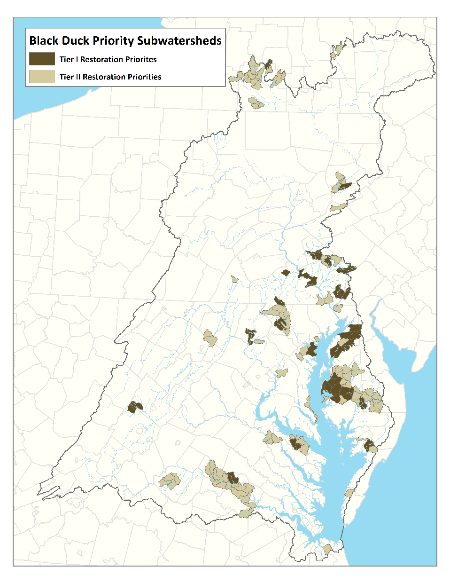 Black Duck Priority Subwatersheds
Tier I Restoration Priorites
Tier II Restoration Priorities